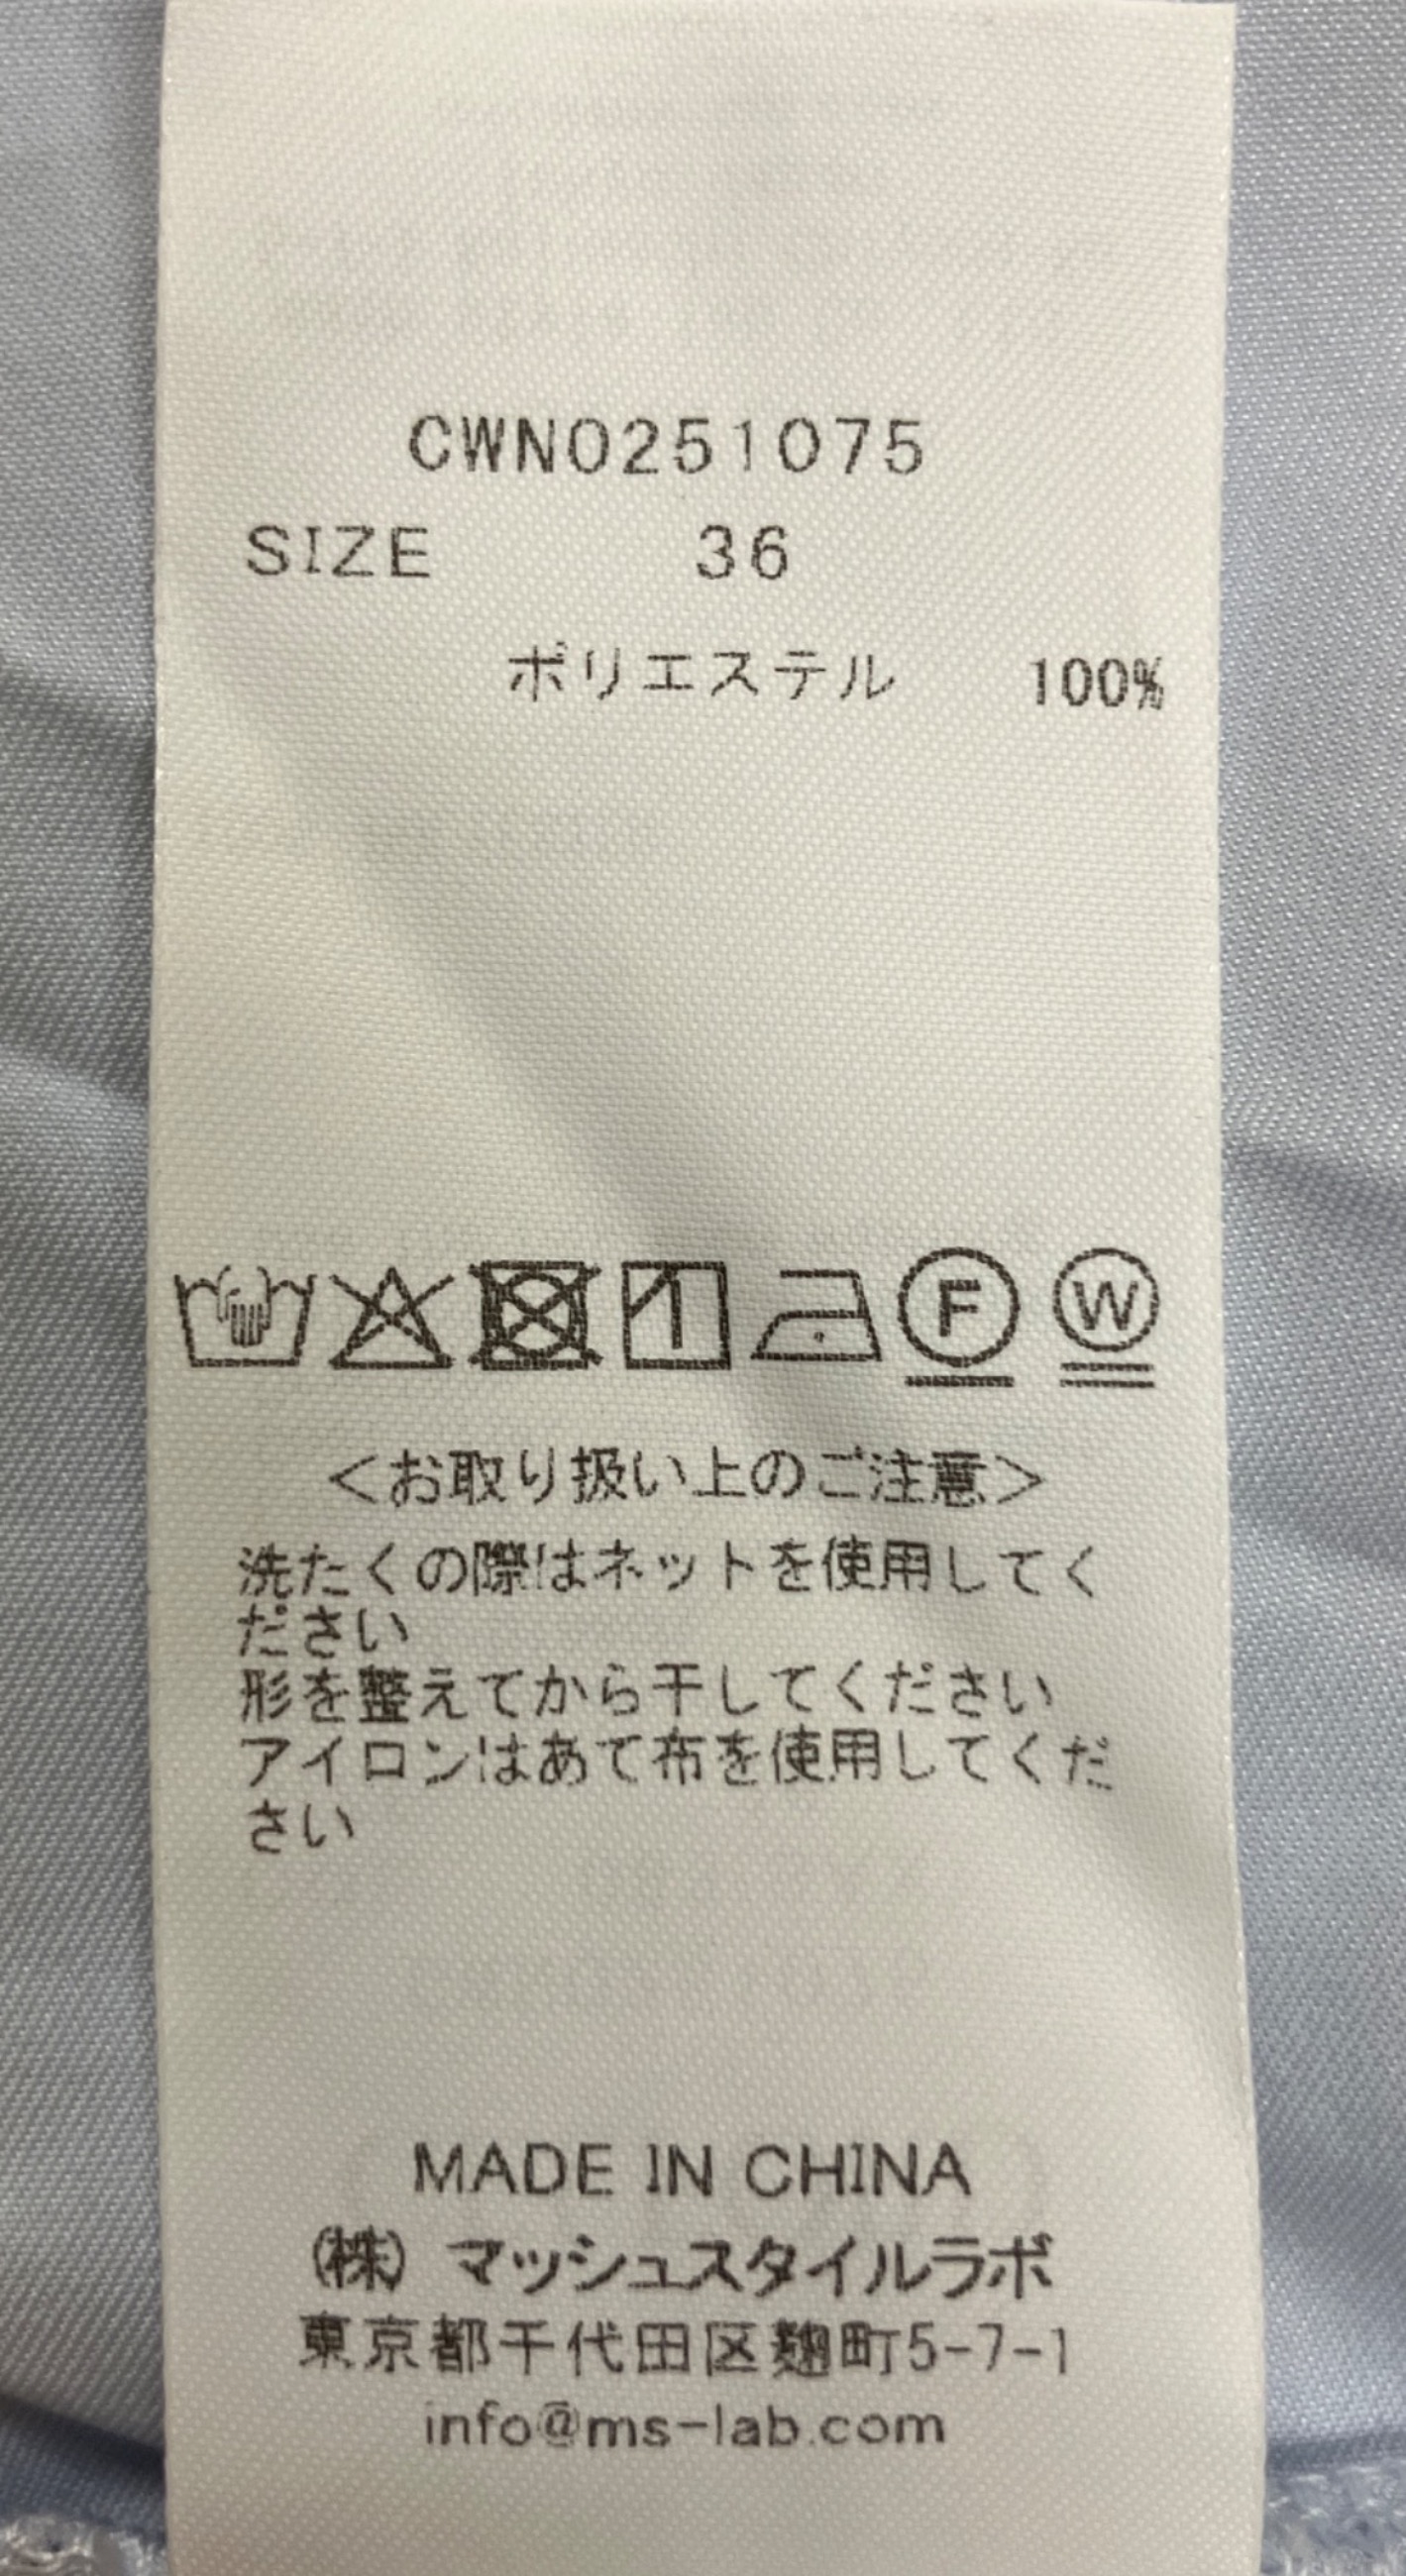 CWN0251075
SIZE 36
ポリエステル 100%
F W
<お取り扱い上のご注意>
洗たくの際はネットを使用してく
ださい
形を整えてから干してください
アイロンはあて布を使用してくだ
さい
MADE IN CHINA
(株) マッシュスタイルラボ
東京都千代田区麹町5-7-1
info@ms-lab.com